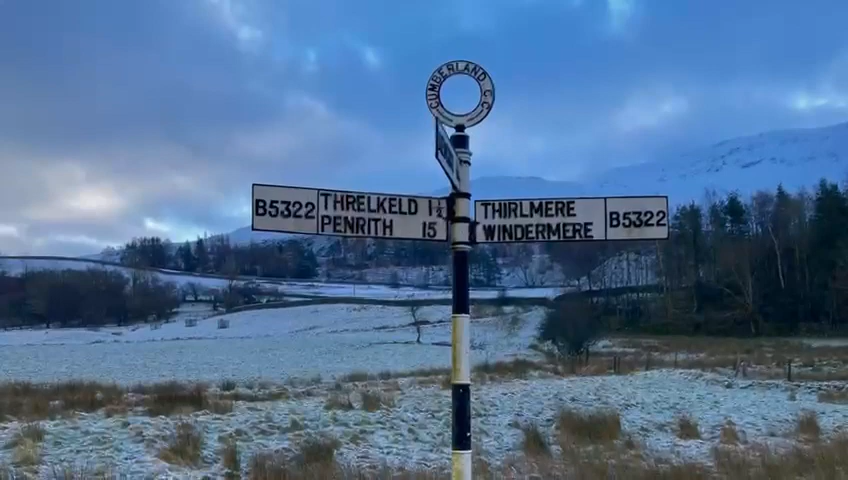 CUMBERLAND C.C.
B5322
THRELKELD 1½
PENRITH 15
THIRLMERE
WINDERMERE
B5322